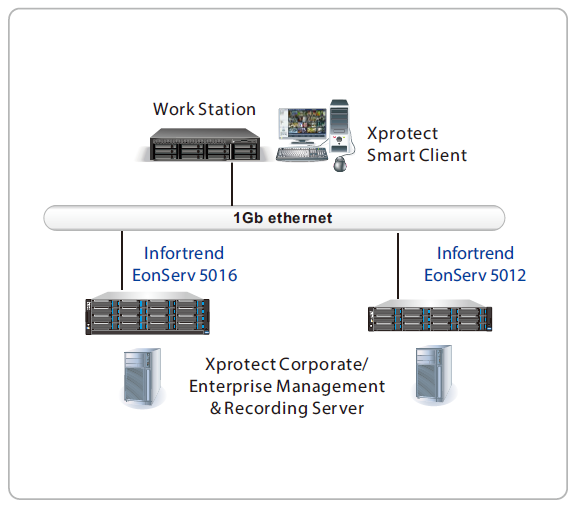 Work Station
Xprotect
Smart Client
1Gb ethernet
Infortrend
EonServ 5016
Infortrend
EonServ 5012
Xprotect Corporate/
Enterprise Management
& Recording Server